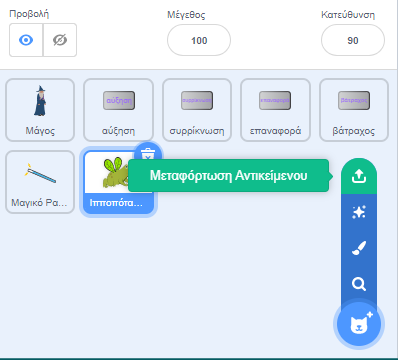 Προβολή
Μέγεθος
Κατεύθυνση
100
90
αύξηση
συρρίκνωση
επαναφορά
βάτραχος
Μάγος
αύξηση
συρρίκνωση
επαναφορά
βάτραχος
Μεταφόρτωση Αντικείμενου
Μαγικό Ρα...
Ιπποπότα...